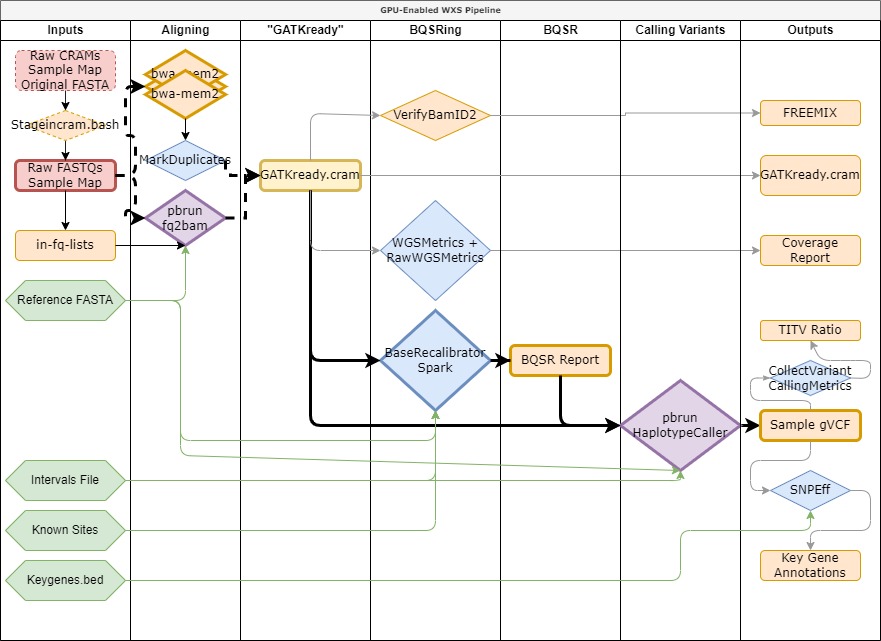 GPU-Enabled WXS Pipeline
Inputs
Aligning
"GATKready"
BQSRing
BQSR
Calling Variants
Outputs
Raw CRAMs
Sample Map
Original FASTA
Stageincram.bash
Raw FASTQs
Sample Map
in-fq-lists
Reference FASTA
Intervals File
Known Sites
Keygenes.bed
bwa-mem2
bwa-mem2
MarkDuplicates
pbrun
fq2bam
GATKready.cram
VerifyBamID2
WGSMetrics +
RawWGSMetrics
BaseRecalibrator
Spark
BQSR Report
pbrun
HaplotypeCaller
FREEMIX
GATKready.cram
Coverage
Report
TITV Ratio
CollectVariant
CallingMetrics
Sample gVCF
SNPEff
Key Gene
Annotations